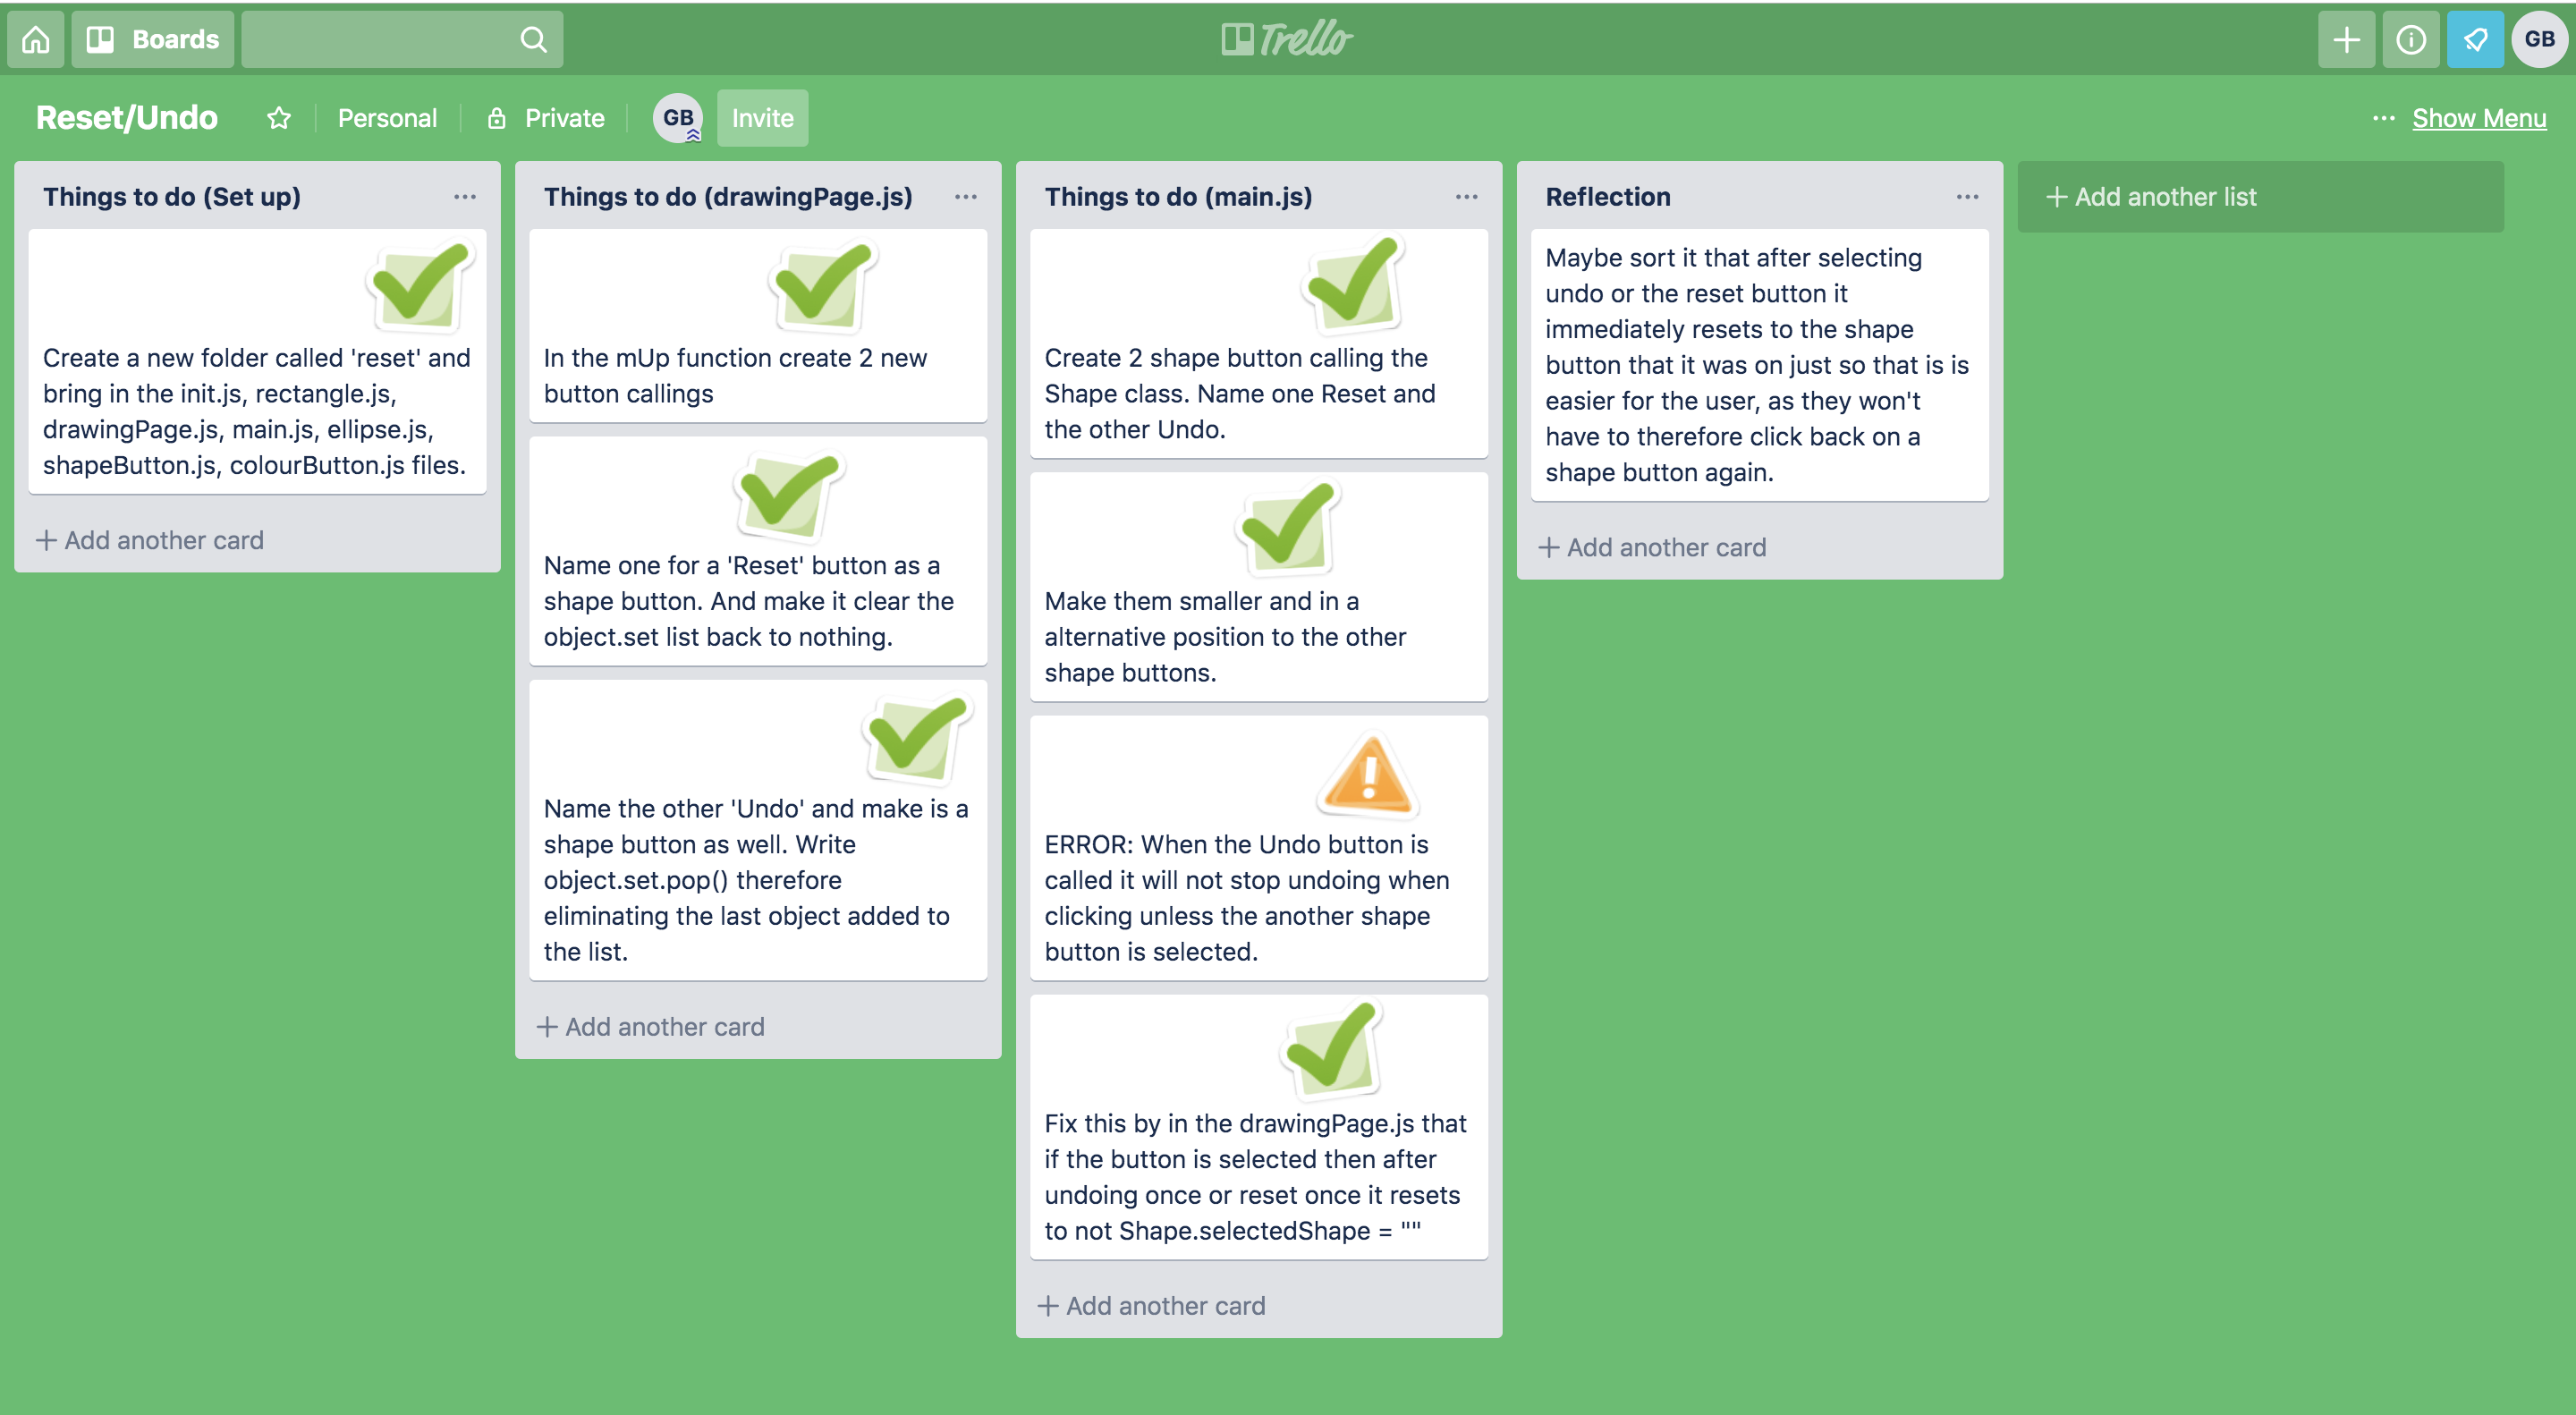 Boards
Trello
GB
Reset/Undo
Personal
Private
GB
Invite
... Show Menu
Things to do (Set up)
Create a new folder called 'reset' and
bring in the init.js, rectangle.js,
drawingPage.js, main.js, ellipse.js,
shapeButton.js, colourButton.js files.
+ Add another card
Things to do (drawingPage.js)
In the mUp function create 2 new
button callings
Name one for a 'Reset' button as a
shape button. And make it clear the
object.set list back to nothing.
Name the other 'Undo' and make is a
shape button as well. Write
object.set.pop() therefore
eliminating the last object added to
the list.
+ Add another card
Things to do (main.js)
Create 2 shape button calling the
Shape class. Name one Reset and
the other Undo.
Make them smaller and in a
alternative position to the other
shape buttons.
ERROR: When the Undo button is
called it will not stop undoing when
clicking unless the another shape
button is selected.
Fix this by in the drawingPage.js that
if the button is selected then after
undoing once or reset once it resets
to not Shape.selectedShape = ""
+ Add another card
Reflection
Maybe sort it that after selecting
undo or the reset button it
immediately resets to the shape
button that it was on just so that is is
easier for the user, as they won't
have to therefore click back on a
shape button again.
+ Add another card
+ Add another list